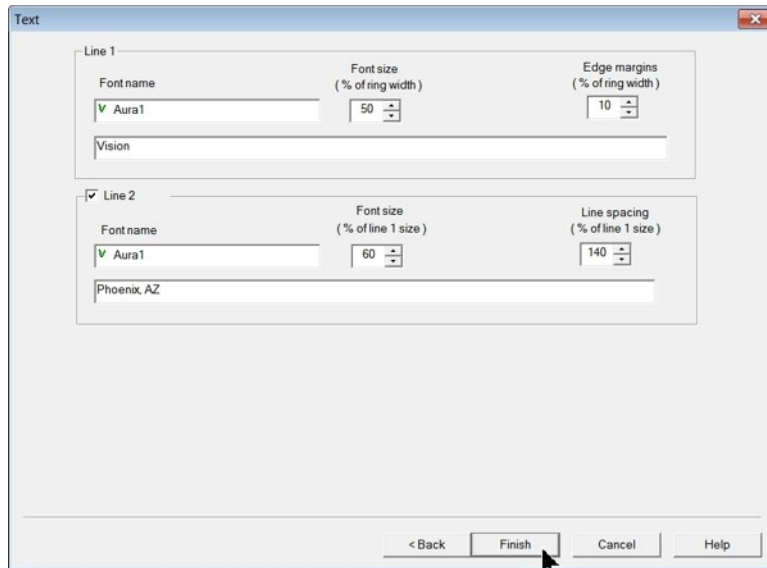 Text
Line 1
Font name
Font size
( % of ring width )
Edge margins
( % of ring width )
V Aura1
50
10
Vision
Line 2
Font name
Font size
( % of line 1 size )
Line spacing
( % of line 1 size )
V Aura1
60
140
Phoenix, AZ
< Back
Finish
Cancel
Help